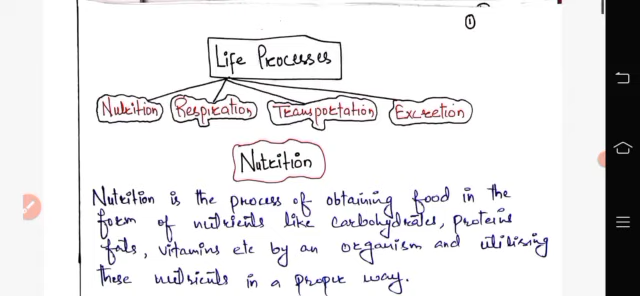 ①
Life Processes
Nutrition Respiration Transportation Excretion
Nutrition
Nutrition is the process of obtaining food in the
form of nutrients like carbohydrates, proteins
fats, vitamins etc by an organism and utilising
these nutrients in a proper way.